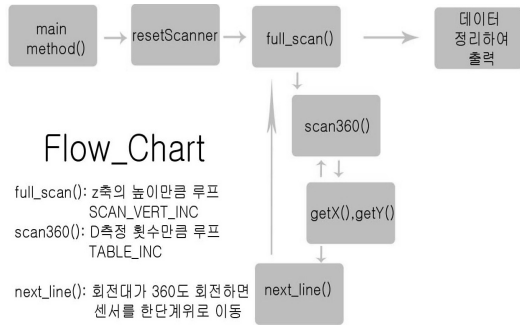 main
method()
resetScanner
full_scan()
데이터
정리하여
출력
scan360()
getX(),getY()
next_line()
Flow_Chart
full_scan(): z축의 높이만큼 루프
SCAN_VERT_INC
scan360(): D측정 횟수만큼 루프
TABLE_INC
next_line(): 회전대가 360도 회전하면
센서를 한단계위로 이동